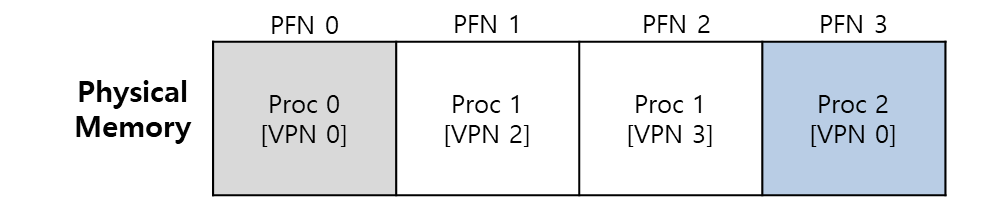 PFN 0 PFN 1 PFN 2 PFN 3
Physical
Memory
Proc 0
[VPN 0]
Proc 1
[VPN 2]
Proc 1
[VPN 3]
Proc 2
[VPN 0]